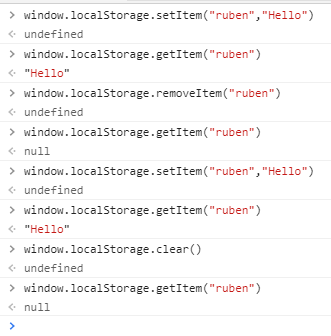 > window.localStorage.setItem("ruben","Hello")
< undefined
> window.localStorage.getItem("ruben")
< "Hello"
> window.localStorage.removeItem("ruben")
< undefined
> window.localStorage.getItem("ruben")
< null
> window.localStorage.setItem("ruben","Hello")
< undefined
> window.localStorage.getItem("ruben")
< "Hello"
> window.localStorage.clear()
< undefined
> window.localStorage.getItem("ruben")
< null
>